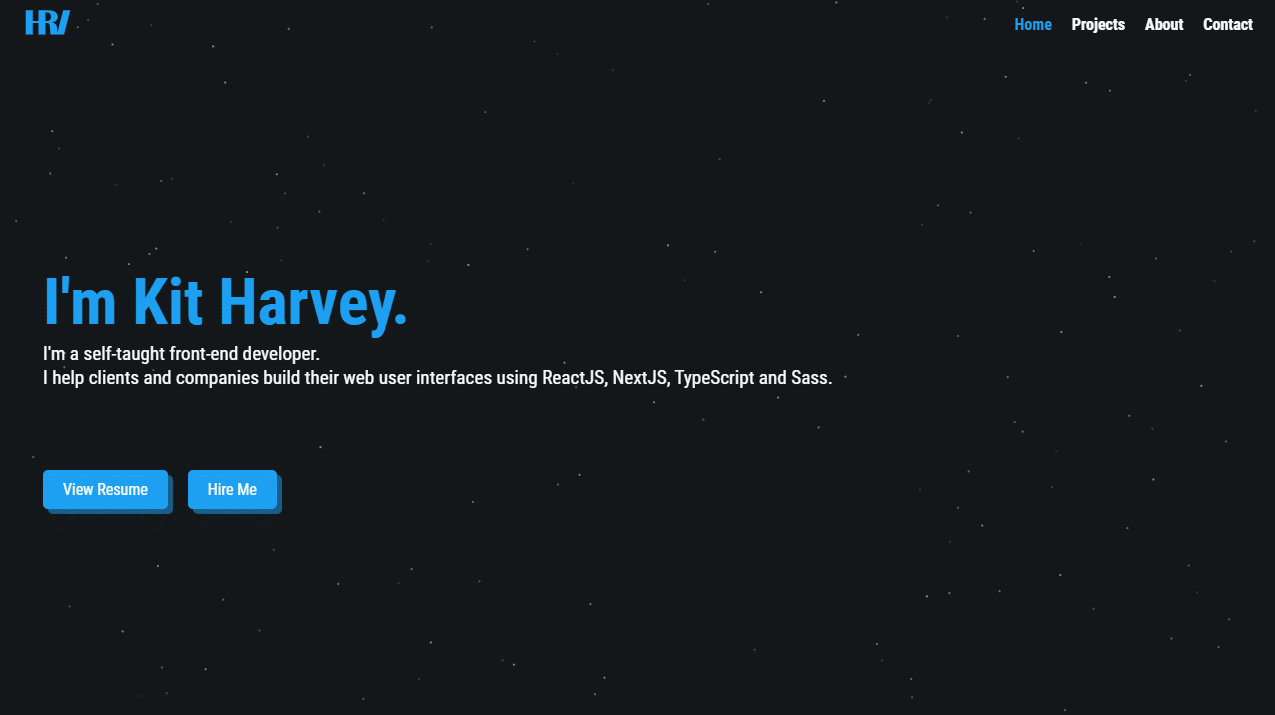 HRV
Home Projects About Contact
I'm Kit Harvey.
I'm a self-taught front-end developer.
I help clients and companies build their web user interfaces using ReactJS, NextJS, TypeScript and Sass.
View Resume Hire Me